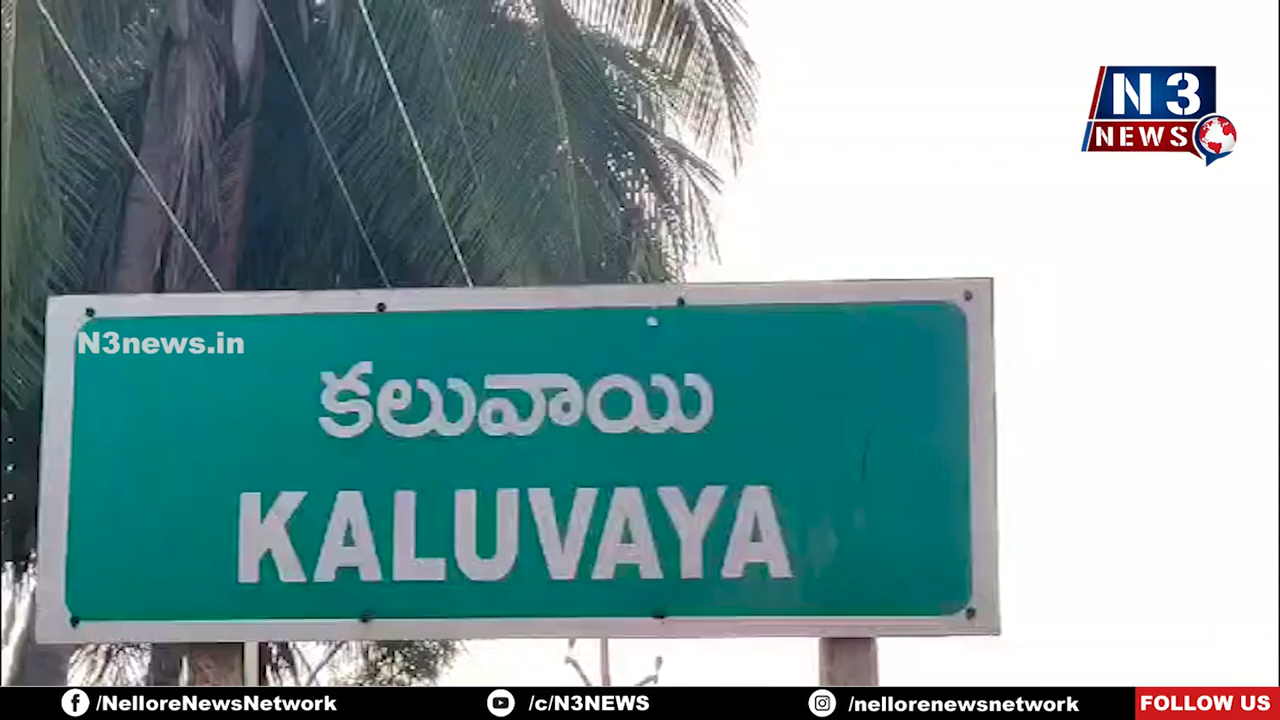 N3
NEWS
N3news.in
కలువాయి
KALUVAYA
/NelloreNewsNetwork
/c/N3NEWS
/nellorenewsnetwork
FOLLOW US